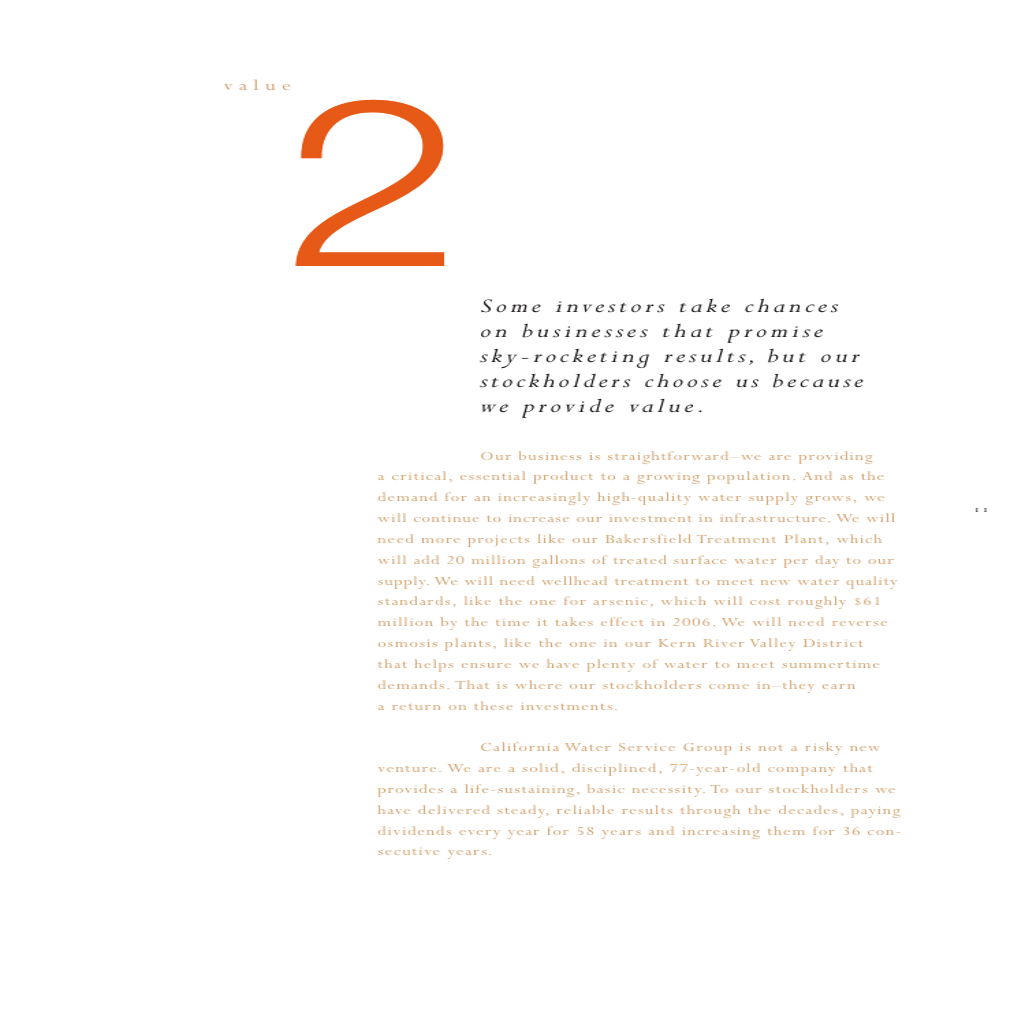 value
2
Some investors take chances
on businesses that promise
sky-rocketing results, but our
stockholders choose us because
we provide value.
Our business is straightforward–we are providing
a critical, essential product to a growing population. And as the
demand for an increasingly high-quality water supply grows, we
will continue to increase our investment in infrastructure. We will
need more projects like our Bakersfield Treatment Plant, which
will add 20 million gallons of treated surface water per day to our
supply. We will need wellhead treatment to meet new water quality
standards, like the one for arsenic, which will cost roughly $61
million by the time it takes effect in 2006. We will need reverse
osmosis plants, like the one in our Kern River Valley District
that helps ensure we have plenty of water to meet summertime
demands. That is where our stockholders come in–they earn
a return on these investments.
11
California Water Service Group is not a risky new
venture. We are a solid, disciplined, 77-year-old company that
provides a life-sustaining, basic necessity. To our stockholders we
have delivered steady, reliable results through the decades, paying
dividends every year for 58 years and increasing them for 36 con-
secutive years.